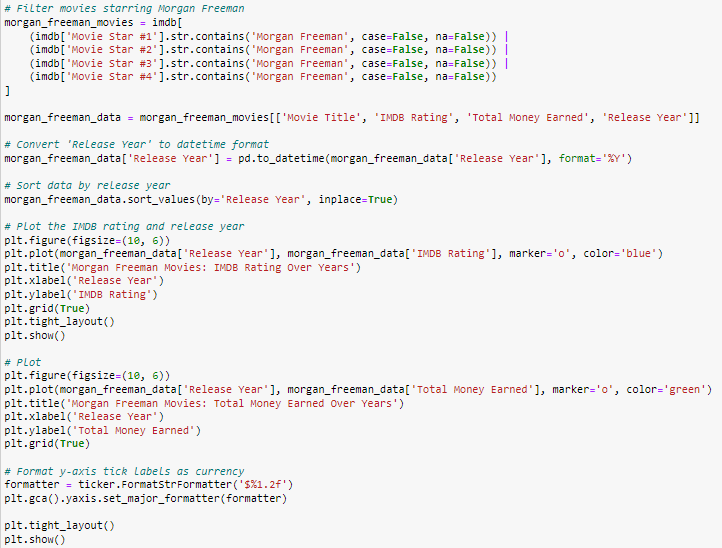 # Filter movies starring Morgan Freeman
morgan_freeman_movies = imdb[
    (imdb['Movie Star #1'].str.contains('Morgan Freeman', case=False, na=False)) |
    (imdb['Movie Star #2'].str.contains('Morgan Freeman', case=False, na=False)) |
    (imdb['Movie Star #3'].str.contains('Morgan Freeman', case=False, na=False)) |
    (imdb['Movie Star #4'].str.contains('Morgan Freeman', case=False, na=False))
]
morgan_freeman_data = morgan_freeman_movies[['Movie Title', 'IMDB Rating', 'Total Money Earned', 'Release Year']]
# Convert 'Release Year' to datetime format
morgan_freeman_data['Release Year'] = pd.to_datetime(morgan_freeman_data['Release Year'], format='%Y')
# Sort data by release year
morgan_freeman_data.sort_values(by='Release Year', inplace=True)
# Plot the IMDB rating and release year
plt.figure(figsize=(10, 6))
plt.plot(morgan_freeman_data['Release Year'], morgan_freeman_data['IMDB Rating'], marker='o', color='blue')
plt.title('Morgan Freeman Movies: IMDB Rating Over Years')
plt.xlabel('Release Year')
plt.ylabel('IMDB Rating')
plt.grid(True)
plt.tight_layout()
plt.show()
# Plot
plt.figure(figsize=(10, 6))
plt.plot(morgan_freeman_data['Release Year'], morgan_freeman_data['Total Money Earned'], marker='o', color='green')
plt.title('Morgan Freeman Movies: Total Money Earned Over Years')
plt.xlabel('Release Year')
plt.ylabel('Total Money Earned')
plt.grid(True)
# Format y-axis tick labels as currency
formatter = ticker.FormatStrFormatter('$%1.2f')
plt.gca().yaxis.set_major_formatter(formatter)
plt.tight_layout()
plt.show()